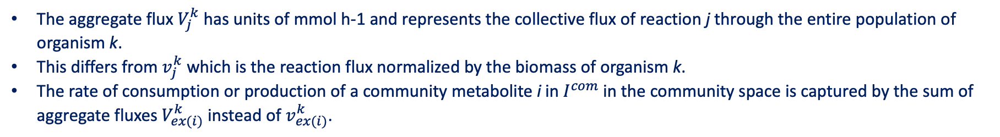 • The aggregate flux $V_j^k$ has units of mmol h-1 and represents the collective flux of reaction j through the entire population of
organism k.
• This differs from $v_j^k$ which is the reaction flux normalized by the biomass of organism k.
• The rate of consumption or production of a community metabolite i in $I^{com}$ in the community space is captured by the sum of
aggregate fluxes $V_{ex(i)}^k$ instead of $v_{ex(i)}^k$.